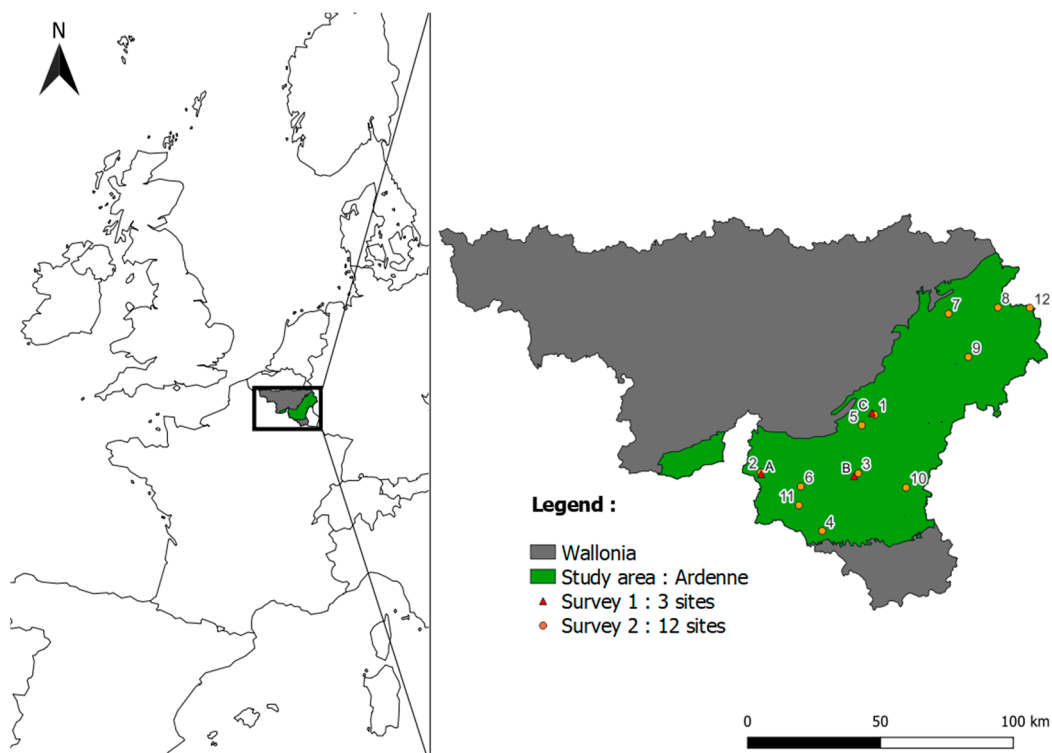 N
7
8
12
9
C
1
5
2
A
B
3
6
10
11
4
Legend :
Wallonia
Study area : Ardenne
Survey 1 : 3 sites
Survey 2 : 12 sites
0
50
100 km